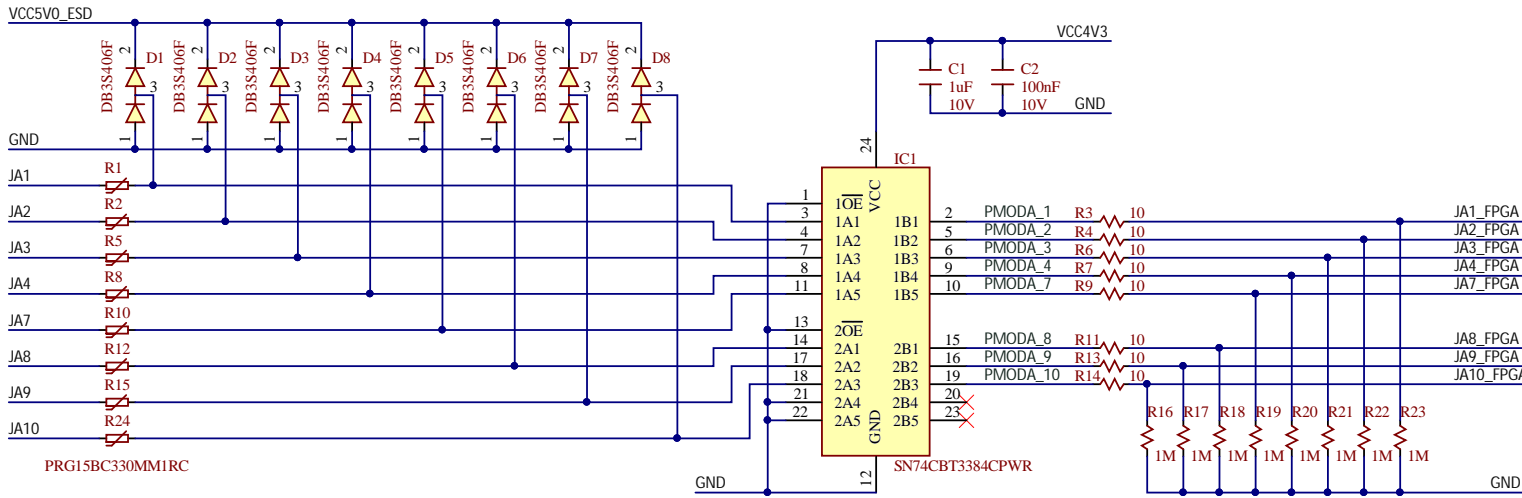 VCC5V0_ESD
VCC4V3
2 D1 DB3S406F 3 1
2 D2 DB3S406F 3 1
2 D3 DB3S406F 3 1
2 D4 DB3S406F 3 1
2 D5 DB3S406F 3 1
2 D6 DB3S406F 3 1
2 D7 DB3S406F 3 1
2 D8 DB3S406F 3 1
C1 1uF 10V
C2 100nF 10V
GND
GND
JA1 R1
JA2 R2
JA3 R5
JA4 R8
JA7 R10
JA8 R12
JA9 R15
JA10 R24
PRG15BC330MM1RC
IC1
24 VCC
1 1OE
3 1A1 1B1 2 PMODA_1 R3 10 JA1_FPGA
4 1A2 1B2 5 PMODA_2 R4 10 JA2_FPGA
7 1A3 1B3 6 PMODA_3 R6 10 JA3_FPGA
8 1A4 1B4 9 PMODA_4 R7 10 JA4_FPGA
11 1A5 1B5 10 PMODA_7 R9 10 JA7_FPGA
13 2OE
14 2A1 2B1 15 PMODA_8 R11 10 JA8_FPGA
17 2A2 2B2 16 PMODA_9 R13 10 JA9_FPGA
18 2A3 2B3 19 PMODA_10 R14 10 JA10_FPGA
21 2A4 2B4 20
22 2A5 2B5 23
GND 12
SN74CBT3384CPWR
R16 R17 R18 R19 R20 R21 R22 R23
1M 1M 1M 1M 1M 1M 1M 1M
GND
GND